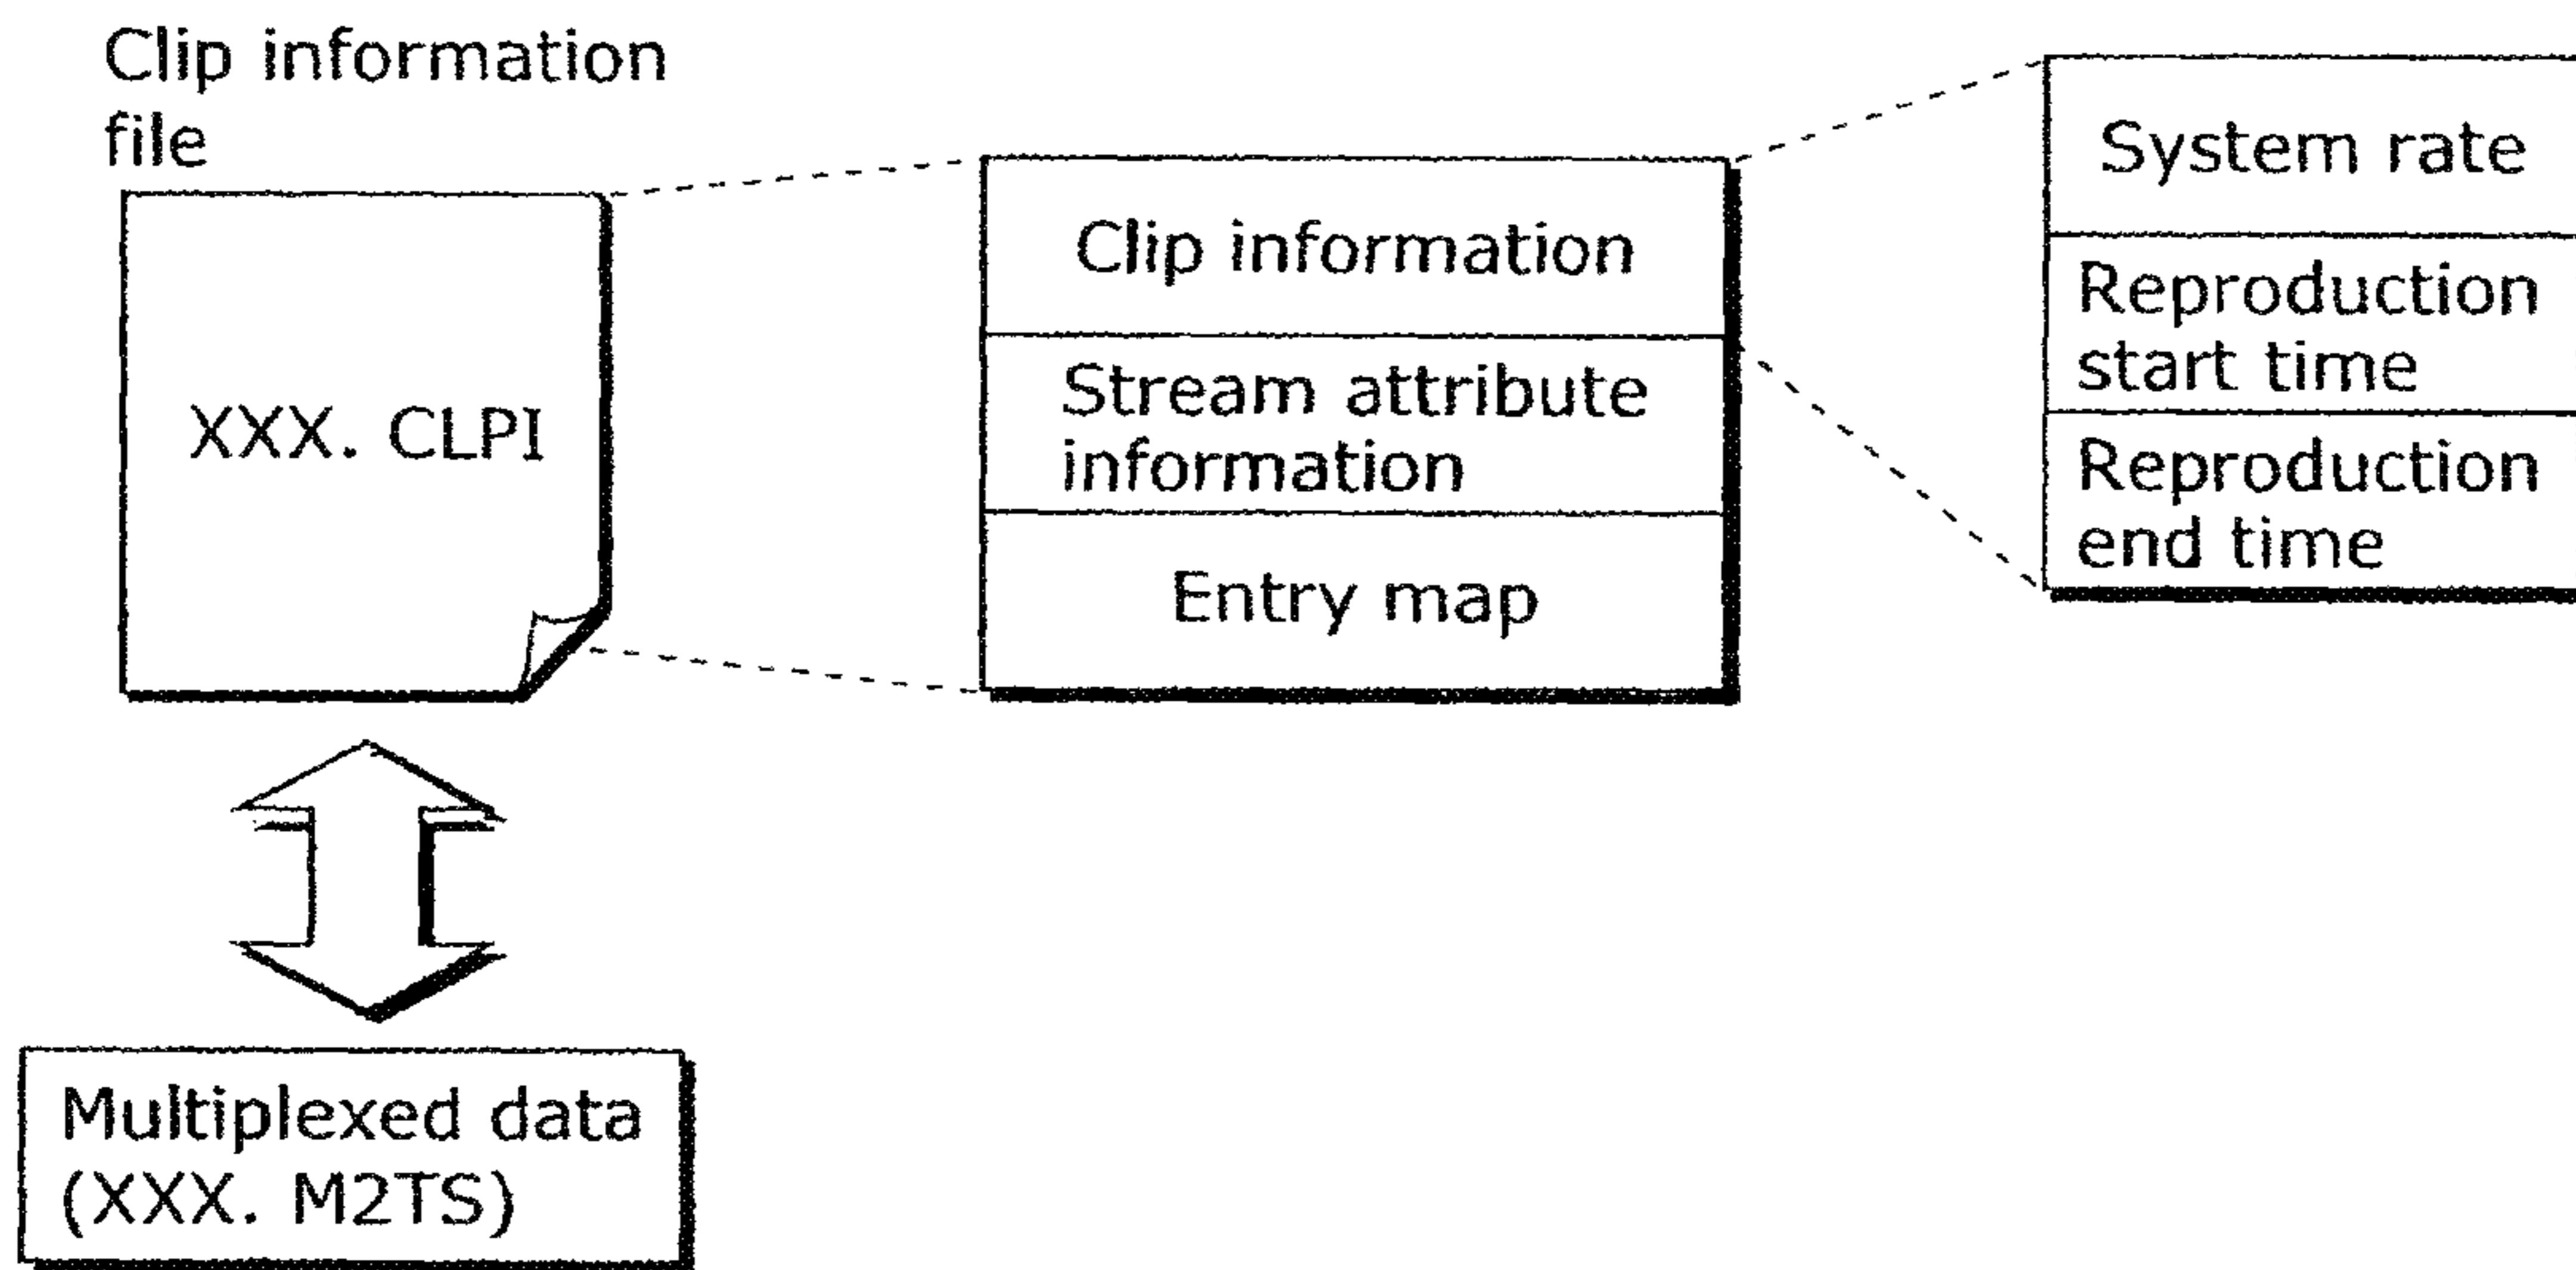 Clip information
file
XXX. CLPI
Multiplexed data
(XXX. M2TS)
Clip information
Stream attribute
information
Entry map
System rate
Reproduction
start time
Reproduction
end time